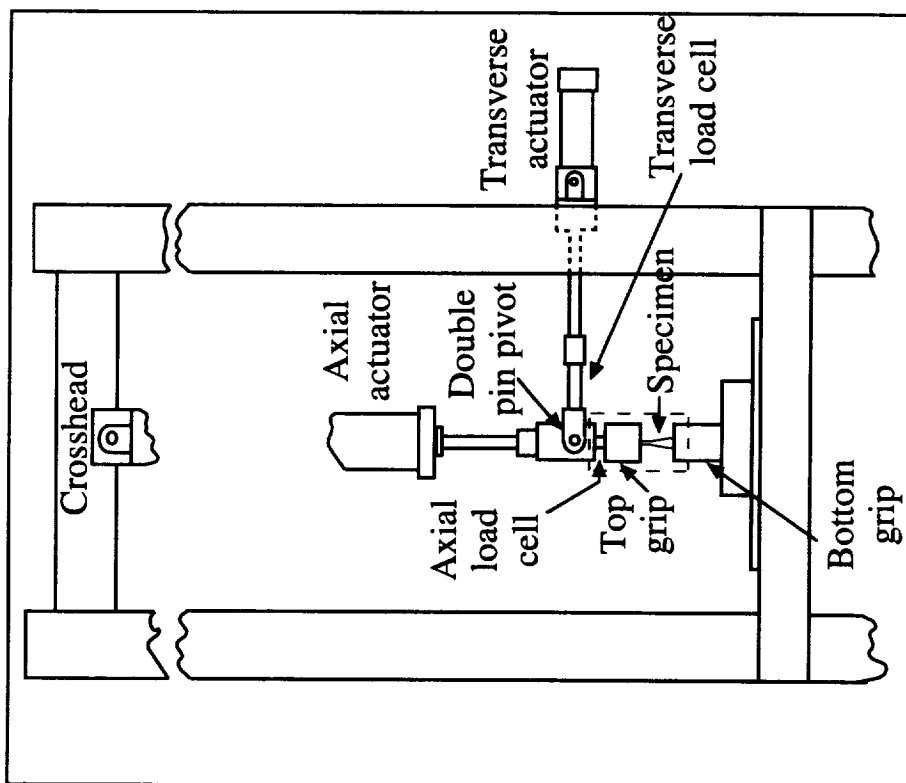 Crosshead
Axial
actuator
Double
pin pivot
Transverse
actuator
Transverse
load cell
Axial
load
cell
Top
grip
Specimen
Bottom
grip